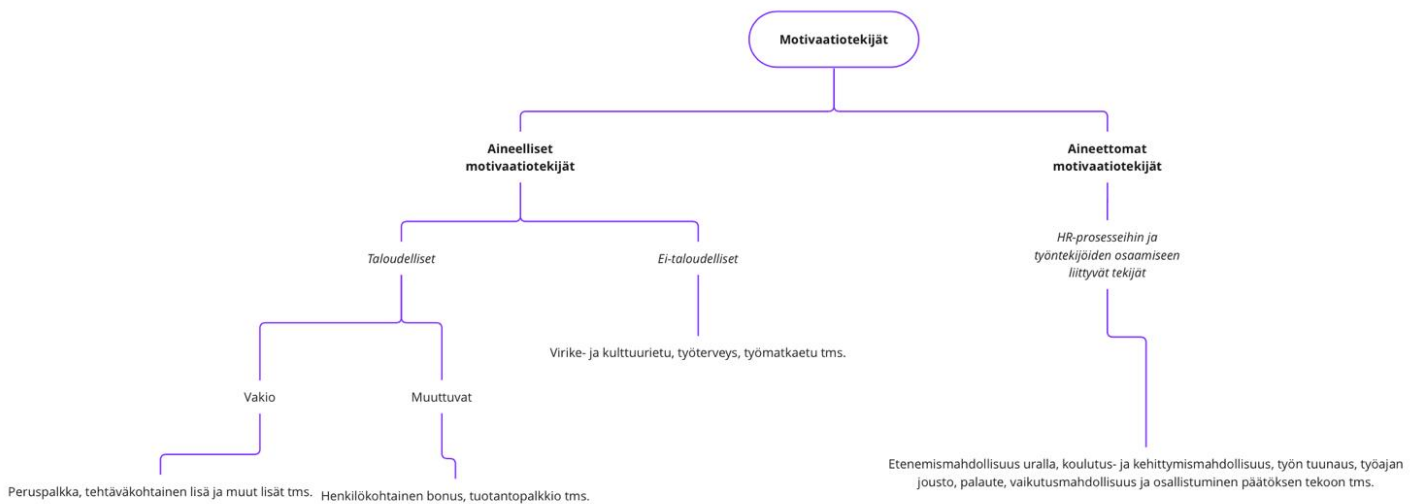 Motivaatiotekijät
Aineelliset
motivaatiotekijät
Aineettomat
motivaatiotekijät
Taloudelliset
Ei-taloudelliset
HR-prosesseihin ja
työntekijöiden osaamiseen
liittyvät tekijät
Virike- ja kulttuurietu, työterveys, työmatkaetu tms.
Vakio
Muuttuvat
Peruspalkka, tehtäväkohtainen lisä ja muut lisät tms.
Henkilökohtainen bonus, tuotantopalkkio tms.
Etenemismahdollisuus uralla, koulutus- ja kehittymismahdollisuus, työn tuunaus, työajan
jousto, palaute, vaikutusmahdollisuus ja osallistuminen päätöksen tekoon tms.